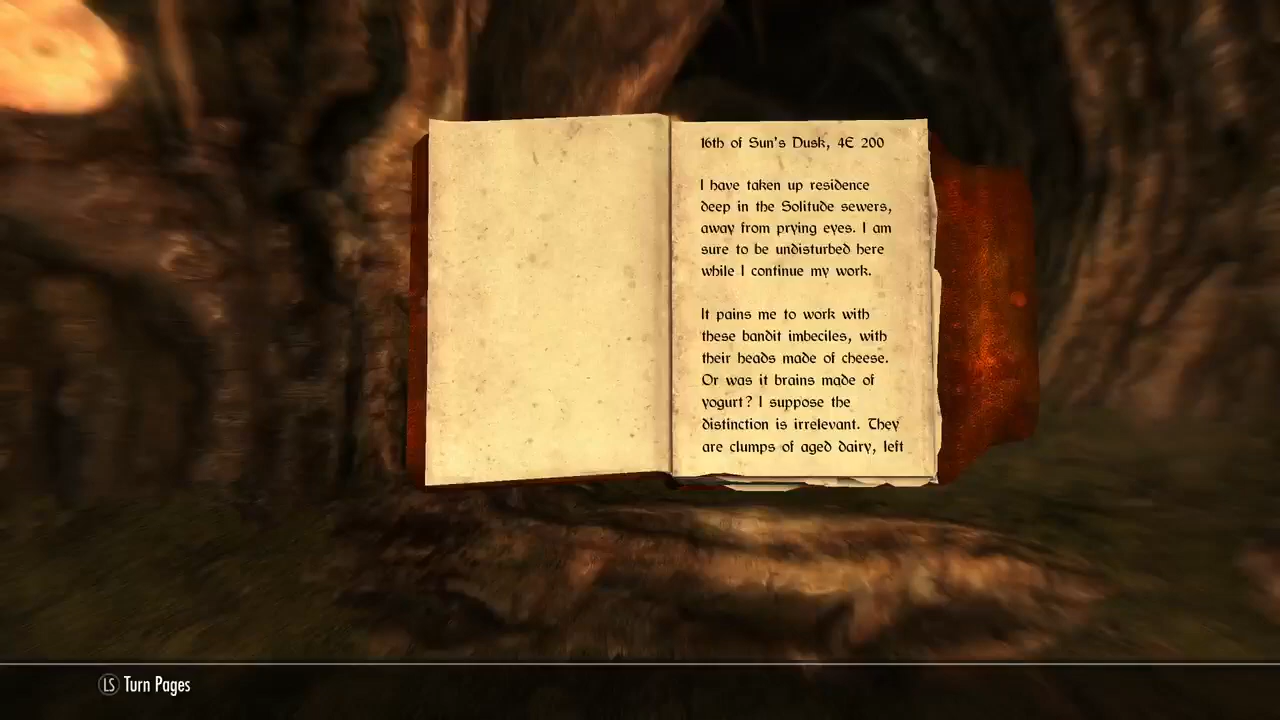 16th of Sun's Dusk, 4E 200
I have taken up residence
deep in the Solitude sewers,
away from prying eyes. I am
sure to be undisturbed here
while I continue my work.
It pains me to work with
these bandit imbeciles, with
their heads made of cheese.
Or was it brains made of
yogurt? I suppose the
distinction is irrelevant. They
are clumps of aged dairy, left
LS Turn Pages